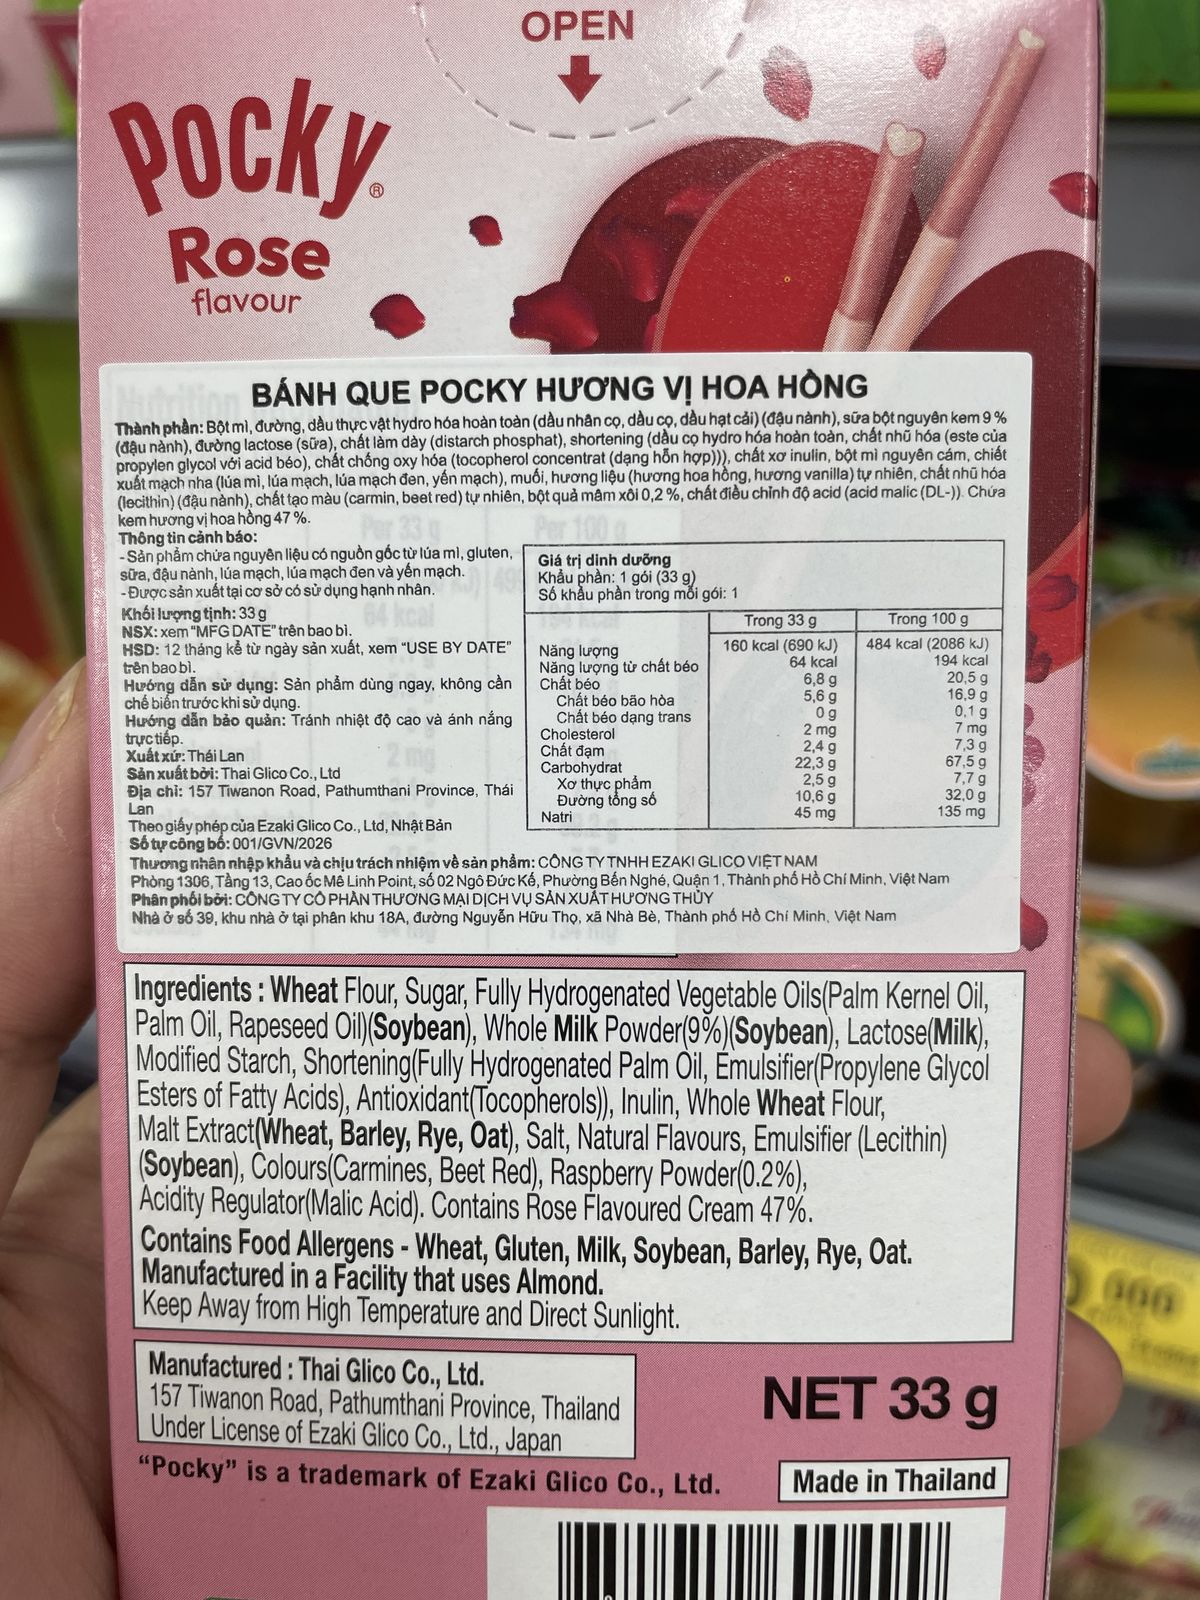 OPEN
Pocky®
Rose
flavour
BÁNH QUE POCKY HƯƠNG VỊ HOA HỒNG
Thành phần: Bột mì, đường, dầu thực vật hydro hóa hoàn toàn (dầu nhân cọ, dầu cọ, dầu hạt cải) (đậu nành), sữa bột nguyên kem 9 %
(đậu nành), đường lactose (sữa), chất làm dày (distarch phosphat), shortening (dầu cọ hydro hóa hoàn toàn, chất nhũ hóa (este của
propylen glycol với acid béo), chất chống oxy hóa (tocopherol concentrat (dạng hỗn hợp))), chất xơ inulin, bột mì nguyên cám, chiết
xuất mạch nha (lúa mì, lúa mạch, lúa mạch đen, yến mạch), muối, hương liệu (hương hoa hồng, hương vanilla) tự nhiên, chất nhũ hóa
(lecithin) (đậu nành), chất tạo màu (carmin, beet red) tự nhiên, bột quả mâm xôi 0,2 %, chất điều chỉnh độ acid (acid malic (DL-)). Chứa
kem hương vị hoa hồng 47 %.
Thông tin cảnh báo:
- Sản phẩm chứa nguyên liệu có nguồn gốc từ lúa mì, gluten,
sữa, đậu nành, lúa mạch, lúa mạch đen và yến mạch.
- Được sản xuất tại cơ sở có sử dụng hạnh nhân.
Khối lượng tịnh: 33 g
NSX: xem "MFG DATE" trên bao bì.
HSD: 12 tháng kể từ ngày sản xuất, xem "USE BY DATE"
trên bao bì.
Hướng dẫn sử dụng: Sản phẩm dùng ngay, không cần
chế biến trước khi sử dụng.
Hướng dẫn bảo quản: Tránh nhiệt độ cao và ánh nắng
trực tiếp.
Xuất xứ: Thái Lan
Sản xuất bởi: Thai Glico Co., Ltd
Địa chỉ: 157 Tiwanon Road, Pathumthani Province, Thái
Lan
Theo giấy phép của Ezaki Glico Co., Ltd, Nhật Bản
Số tự công bố: 001/GVN/2026
Giá trị dinh dưỡng
Khẩu phần: 1 gói (33 g)
Số khẩu phần trong mỗi gói: 1
Trong 33 g Trong 100 g
Năng lượng 160 kcal (690 kJ) 484 kcal (2086 kJ)
Năng lượng từ chất béo 64 kcal 194 kcal
Chất béo 6,8 g 20,5 g
Chất béo bão hòa 5,6 g 16,9 g
Chất béo dạng trans 0 g 0,1 g
Cholesterol 2 mg 7 mg
Chất đạm 2,4 g 7,3 g
Carbohydrat 22,3 g 67,5 g
Xơ thực phẩm 2,5 g 7,7 g
Đường tổng số 10,6 g 32,0 g
Natri 45 mg 135 mg
Thương nhân nhập khẩu và chịu trách nhiệm về sản phẩm: CÔNG TY TNHH EZAKI GLICO VIỆT NAM
Phòng 1306, Tầng 13, Cao ốc Mê Linh Point, số 02 Ngô Đức Kế, Phường Bến Nghé, Quận 1, Thành phố Hồ Chí Minh, Việt Nam
Phân phối bởi: CÔNG TY CỔ PHẦN THƯƠNG MẠI DỊCH VỤ SẢN XUẤT HƯƠNG THỦY
Nhà ở số 39, khu nhà ở tại phân khu 18A, đường Nguyễn Hữu Thọ, xã Nhà Bè, Thành phố Hồ Chí Minh, Việt Nam
Ingredients : Wheat Flour, Sugar, Fully Hydrogenated Vegetable Oils(Palm Kernel Oil,
Palm Oil, Rapeseed Oil)(Soybean), Whole Milk Powder(9%)(Soybean), Lactose(Milk),
Modified Starch, Shortening(Fully Hydrogenated Palm Oil, Emulsifier(Propylene Glycol
Esters of Fatty Acids), Antioxidant(Tocopherols)), Inulin, Whole Wheat Flour,
Malt Extract(Wheat, Barley, Rye, Oat), Salt, Natural Flavours, Emulsifier (Lecithin)
(Soybean), Colours(Carmines, Beet Red), Raspberry Powder(0.2%),
Acidity Regulator(Malic Acid). Contains Rose Flavoured Cream 47%.
Contains Food Allergens - Wheat, Gluten, Milk, Soybean, Barley, Rye, Oat.
Manufactured in a Facility that uses Almond.
Keep Away from High Temperature and Direct Sunlight.
Manufactured : Thai Glico Co., Ltd.
157 Tiwanon Road, Pathumthani Province, Thailand
Under License of Ezaki Glico Co., Ltd., Japan
NET 33 g
"Pocky" is a trademark of Ezaki Glico Co., Ltd.
Made in Thailand